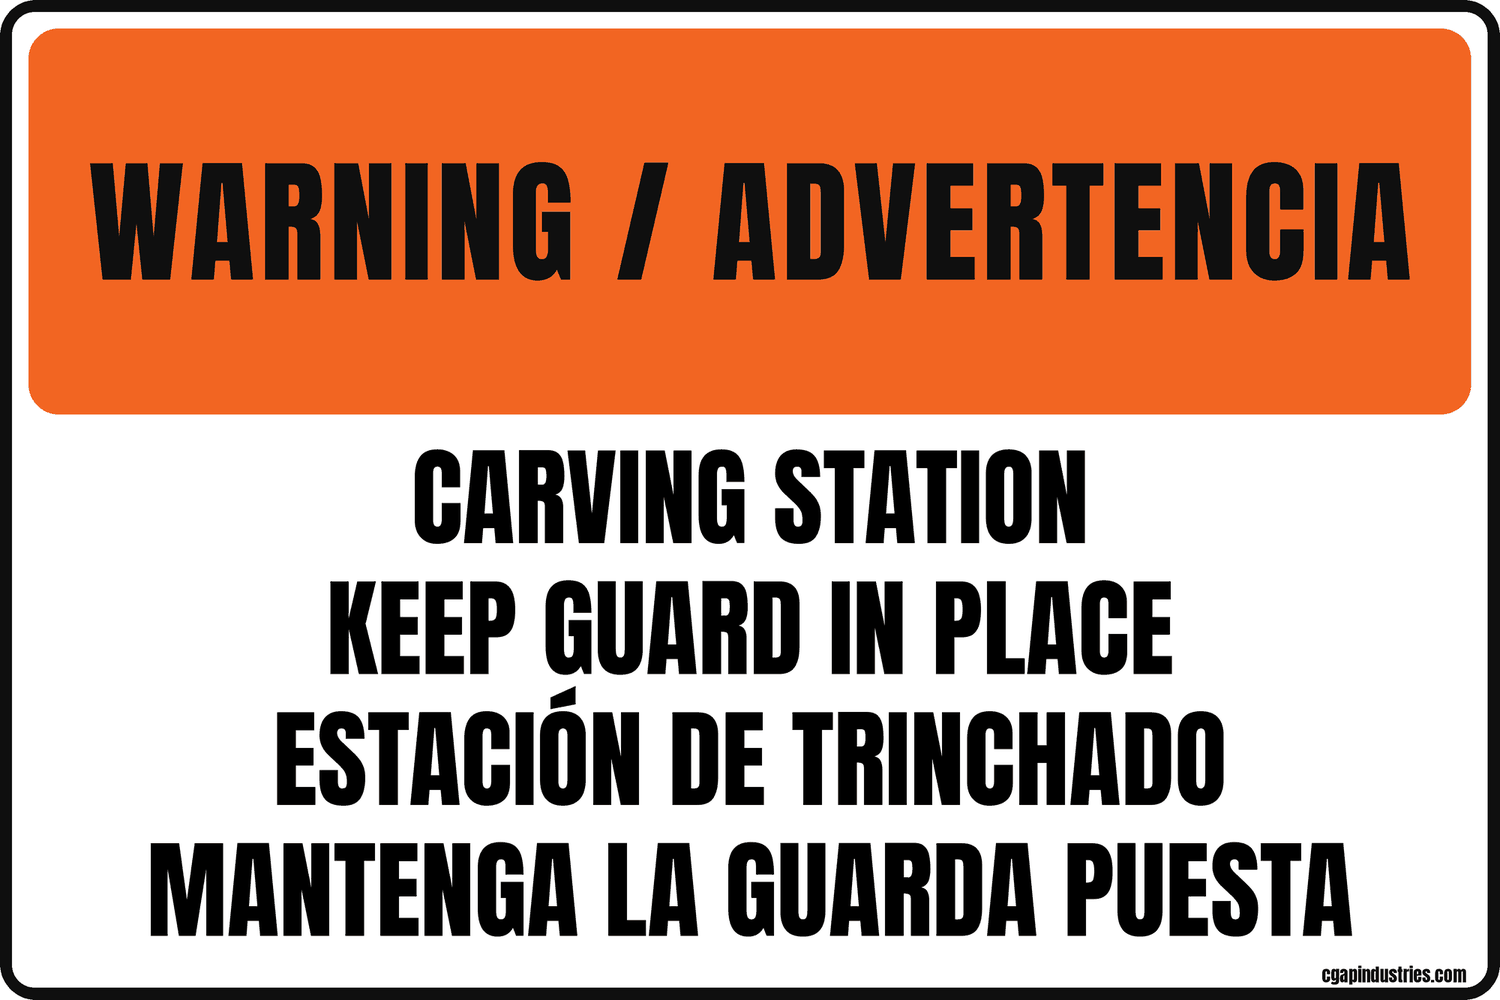 WARNING / ADVERTENCIA
CARVING STATION
KEEP GUARD IN PLACE
ESTACIÓN DE TRINCHADO
MANTENGA LA GUARDA PUESTA
cgapindustries.com